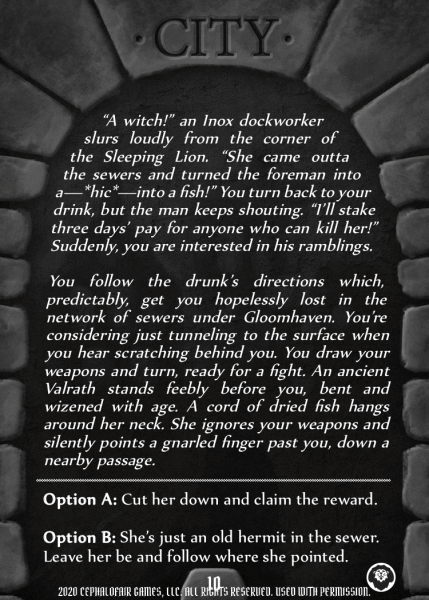 · CITY ·
“A witch!” an Inox dockworker
slurs loudly from the corner of
the Sleeping Lion. “She came outta
the sewers and turned the foreman into
a—*hic*—into a fish!” You turn back to your
drink, but the man keeps shouting. “I’ll stake
three days’ pay for anyone who can kill her!”
Suddenly, you are interested in his ramblings.
You follow the drunk’s directions which,
predictably, get you hopelessly lost in the
network of sewers under Gloomhaven. You’re
considering just tunneling to the surface when
you hear scratching behind you. You draw your
weapons and turn, ready for a fight. An ancient
Valrath stands feebly before you, bent and
wizened with age. A cord of dried fish hangs
around her neck. She ignores your weapons and
silently points a gnarled finger past you, down a
nearby passage.
Option A: Cut her down and claim the reward.
Option B: She’s just an old hermit in the sewer.
Leave her be and follow where she pointed.
10
2020 CEPHALOFAIR GAMES, LLC. ALL RIGHTS RESERVED. USED WITH PERMISSION.